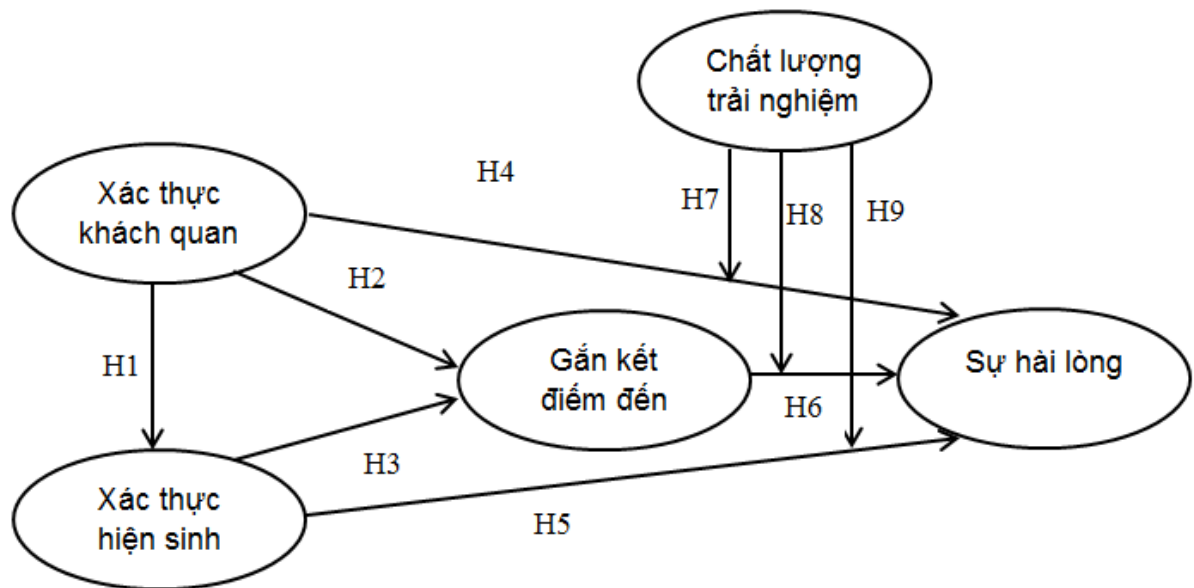 Chất lượng
trải nghiệm
Xác thực
khách quan
H4
H7
H8
H9
H2
H1
Gắn kết
điếm đến
Sự hài lòng
H6
H3
Xác thực
hiện sinh
H5